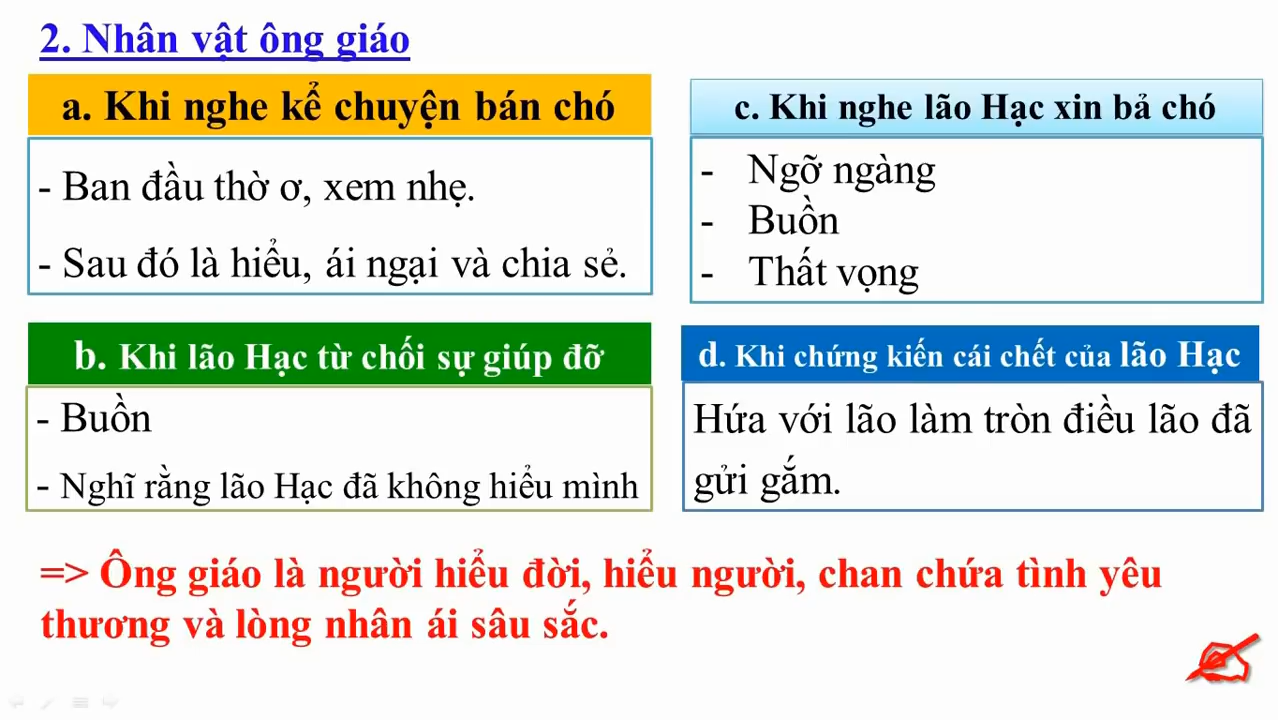 2. Nhân vật ông giáo
a. Khi nghe kể chuyện bán chó
- Ban đầu thờ ơ, xem nhẹ.
- Sau đó là hiểu, ái ngại và chia sẻ.
b. Khi lão Hạc từ chối sự giúp đỡ
- Buồn
- Nghĩ rằng lão Hạc đã không hiểu mình
c. Khi nghe lão Hạc xin bả chó
- Ngỡ ngàng
- Buồn
- Thất vọng
d. Khi chứng kiến cái chết của lão Hạc
Hứa với lão làm tròn điều lão đã
gửi gắm.
=> Ông giáo là người hiểu đời, hiểu người, chan chứa tình yêu
thương và lòng nhân ái sâu sắc.